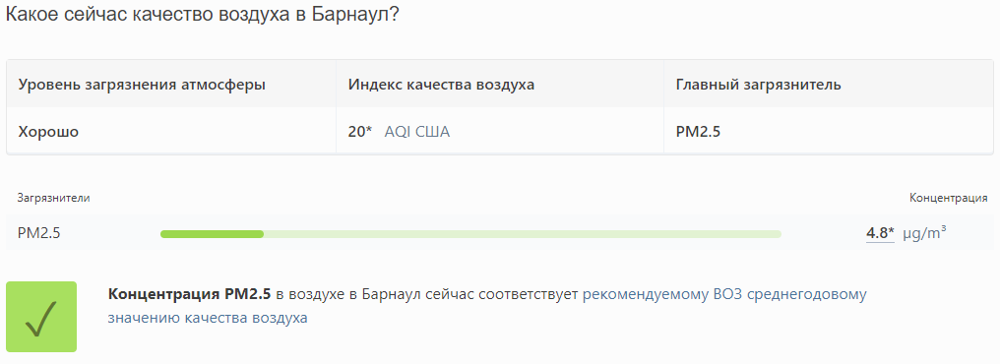 Какое сейчас качество воздуха в Барнаул?
Уровень загрязнения атмосферы Индекс качества воздуха Главный загрязнитель
Хорошо 20* AQI США PM2.5
Загрязнители Концентрация
PM2.5 4.8* µg/m³
Концентрация PM2.5 в воздухе в Барнаул сейчас соответствует рекомендуемому ВОЗ среднегодовому
значению качества воздуха